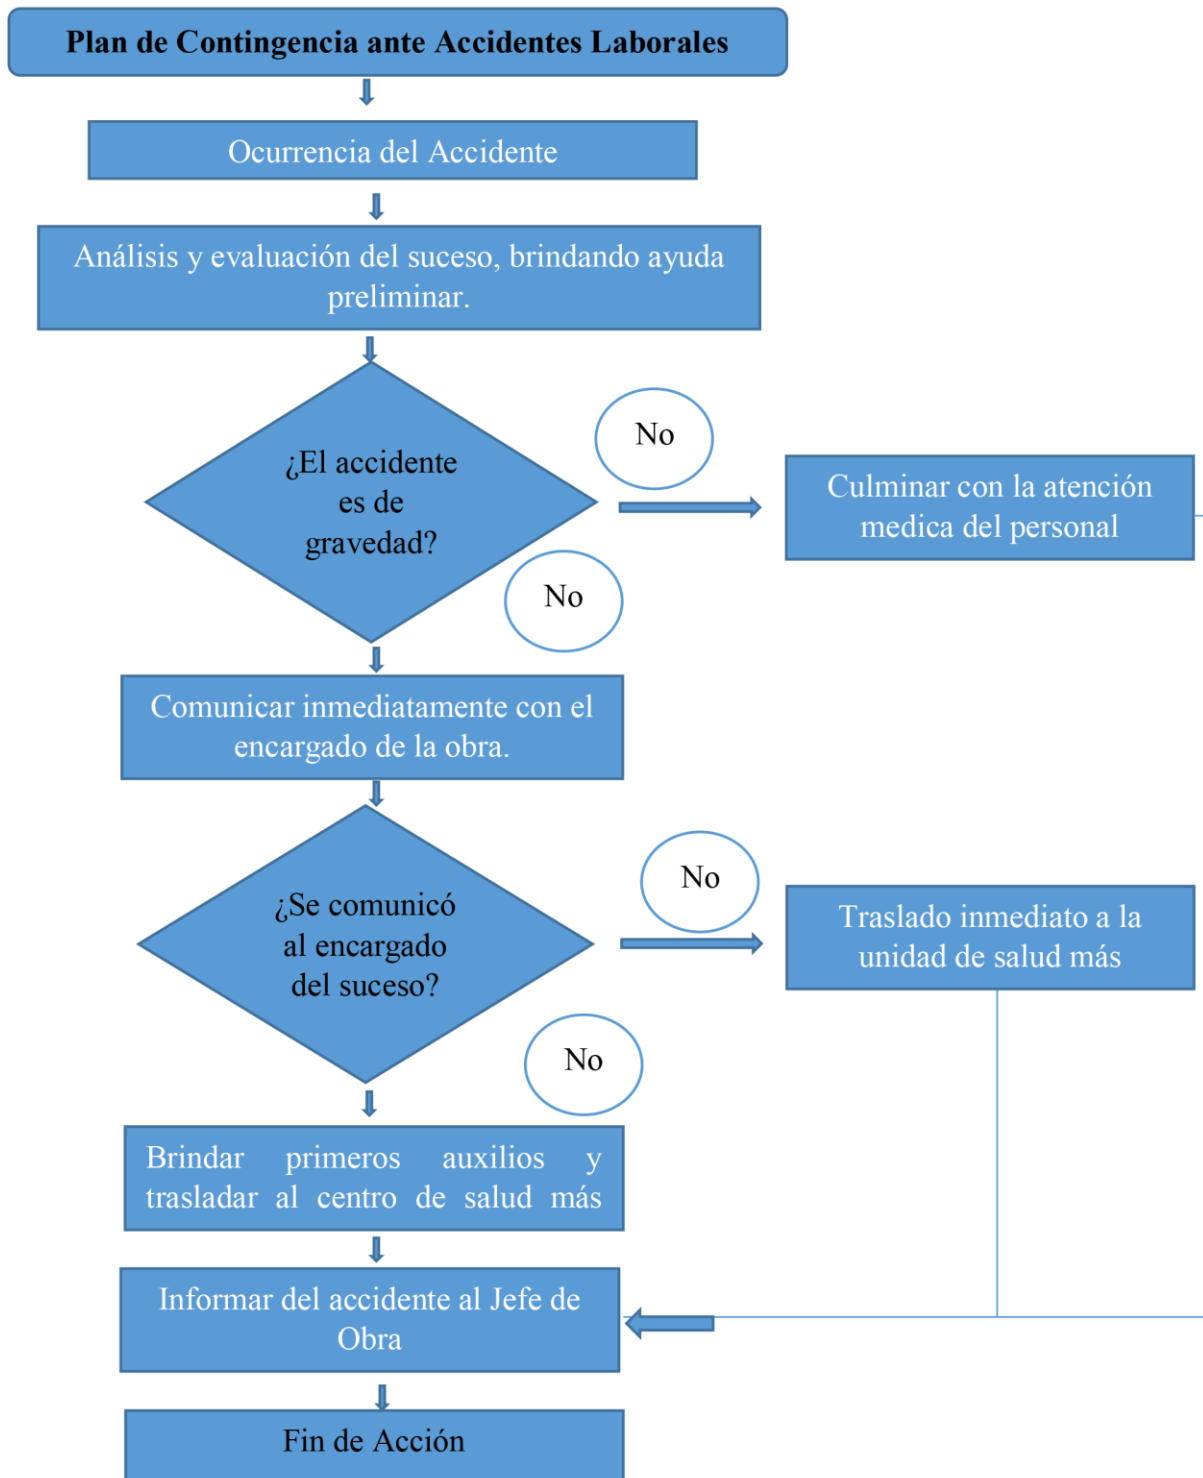 Plan de Contingencia ante Accidentes Laborales
Ocurrencia del Accidente
Análisis y evaluación del suceso, brindando ayuda
preliminar.
¿El accidente
es de
gravedad?
No
Culminar con la atención
medica del personal
No
Comunicar inmediatamente con el
encargado de la obra.
¿Se comunicó
al encargado
del suceso?
No
Traslado inmediato a la
unidad de salud más
No
Brindar primeros auxilios y
trasladar al centro de salud más
Informar del accidente al Jefe de
Obra
Fin de Acción